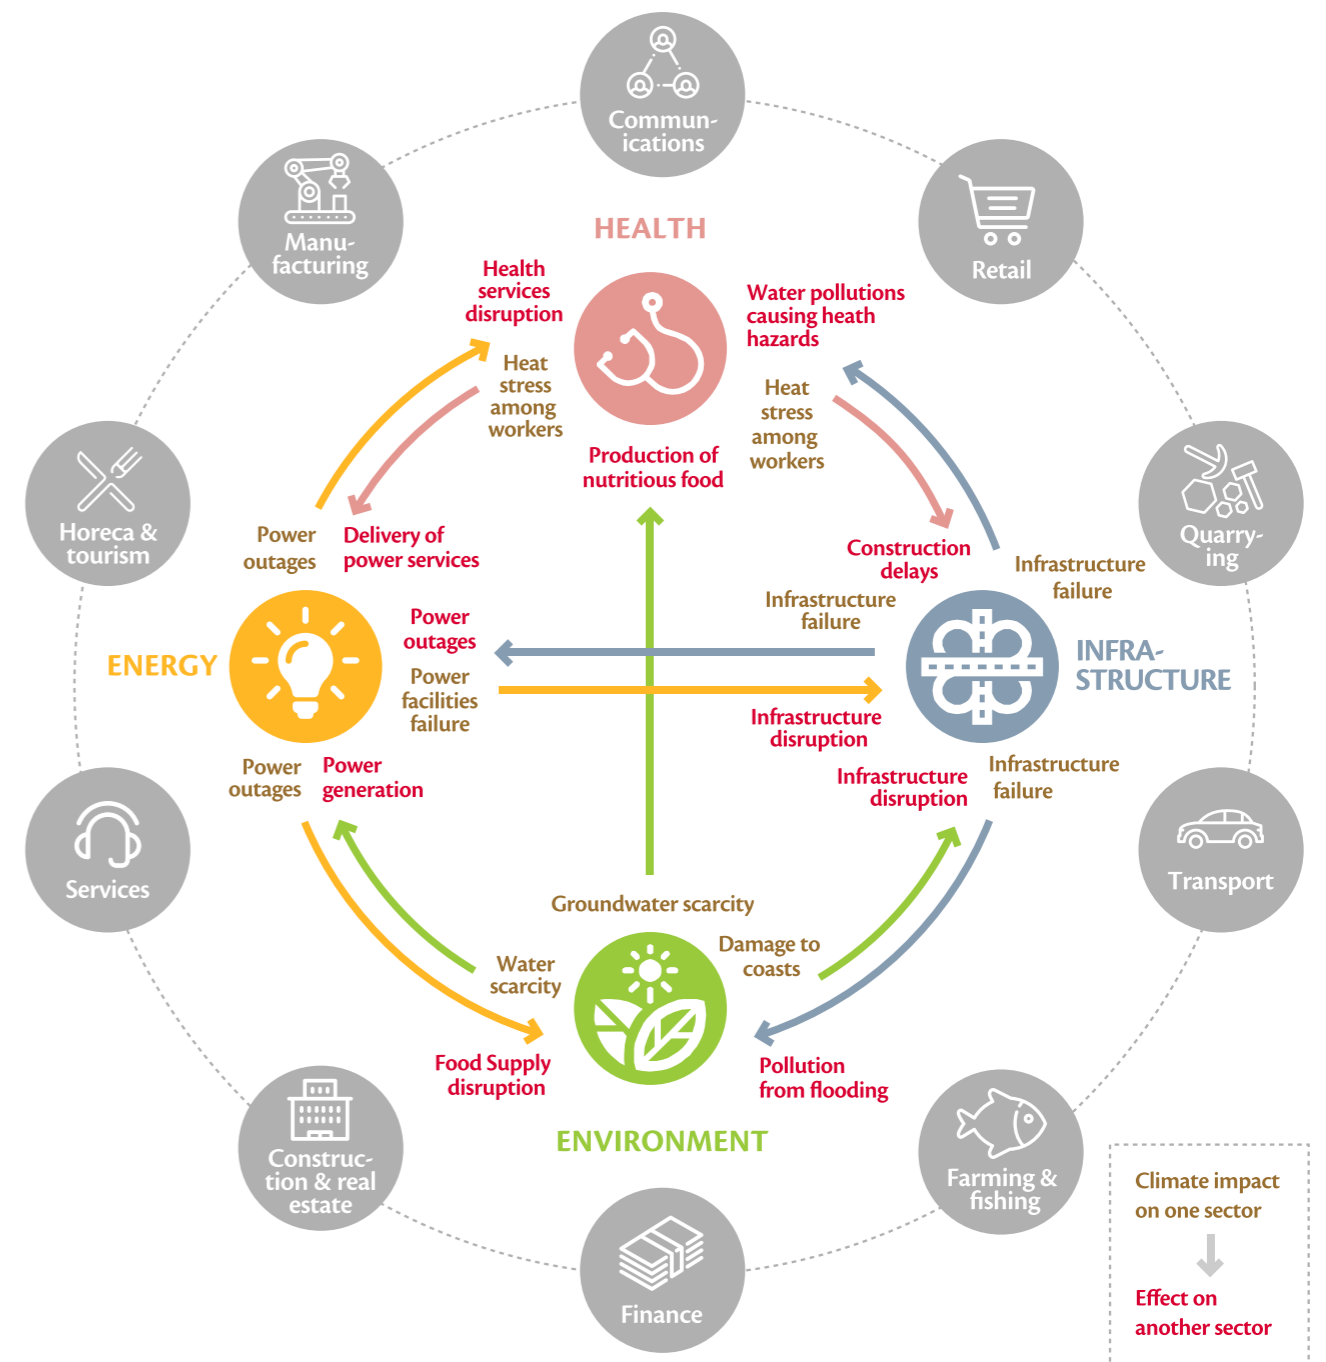 Commun-
ications
Manu-
facturing
Retail
HEALTH
Health
services
disruption
Water pollutions
causing heath
hazards
Heat
stress
among
workers
Heat
stress
among
workers
Production of
nutritious food
Horeca &
tourism
Quarry-
ing
Power
outages
Delivery of
power services
Construction
delays
Infrastructure
failure
Infrastructure
failure
Power
outages
ENERGY
INFRA-
STRUCTURE
Power
facilities
failure
Infrastructure
disruption
Power
outages
Power
generation
Infrastructure
disruption
Infrastructure
failure
Services
Transport
Groundwater scarcity
Water
scarcity
Damage to
coasts
Food Supply
disruption
Pollution
from flooding
ENVIRONMENT
Construc-
tion & real
estate
Farming &
fishing
Finance
Climate impact
on one sector
Effect on
another sector